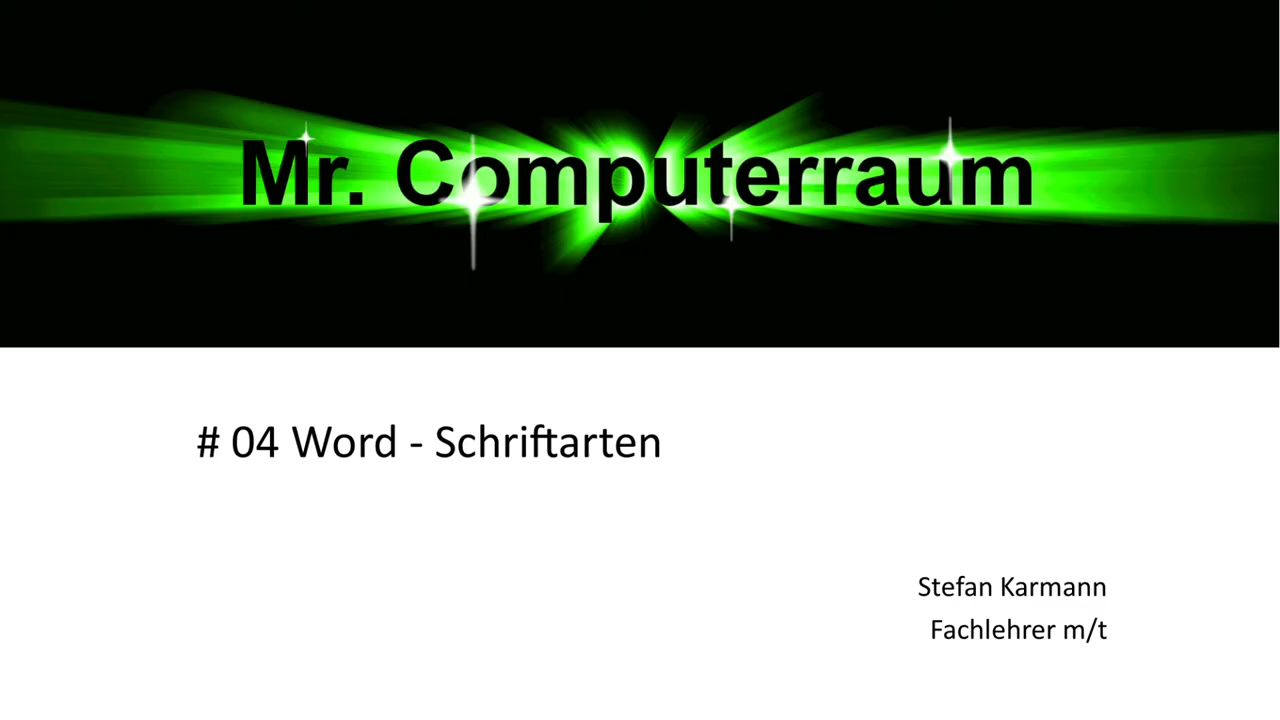 Mr. Computerraum
# 04 Word - Schriftarten
Stefan Karmann
Fachlehrer m/t